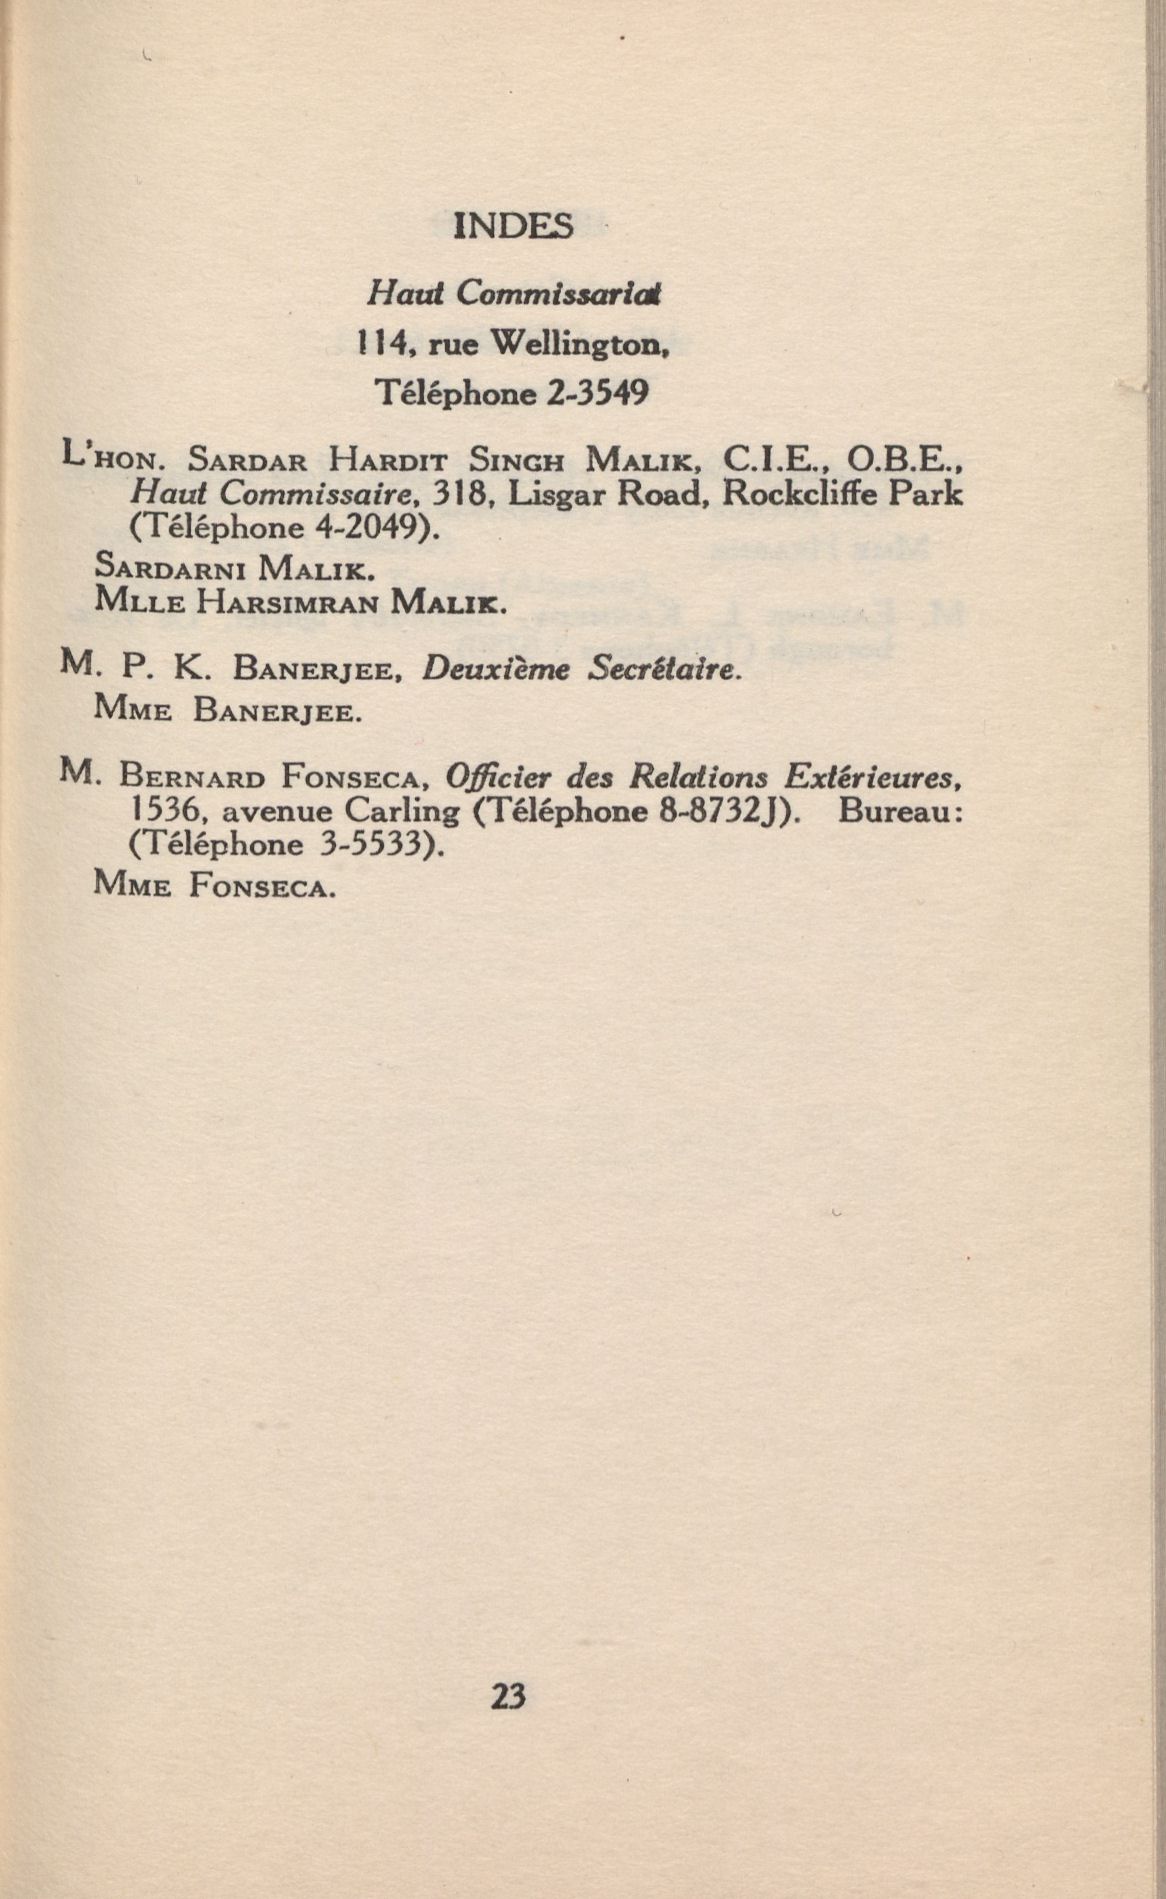 INDES
Haut Commissariat
114, rue Wellington,
Téléphone 2-3549
L'HON. SARDAR HARDIT SINGH MALIK, C.I.E., O.B.E.,
Haut Commissaire, 318, Lisgar Road, Rockcliffe Park
(Téléphone 4-2049).
SARDARNI MALIK.
MLLE HARSIMRAN MALIK.
M. P. K. BANERJEE, Deuxième Secrétaire.
MME BANERJEE.
M. BERNARD FONSECA, Officier des Relations Extérieures,
1536, avenue Carling (Téléphone 8-8732J). Bureau:
(Téléphone 3-5533).
MME FONSECA.
23